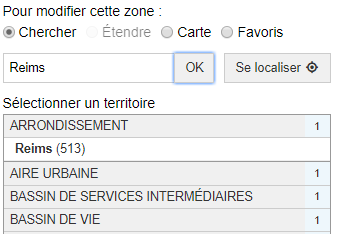 Pour modifier cette zone :
Chercher Étendre Carte Favoris
Reims OK Se localiser
Sélectionner un territoire
ARRONDISSEMENT 1
Reims (513)
AIRE URBAINE 1
BASSIN DE SERVICES INTERMÉDIAIRES 1
BASSIN DE VIE 1